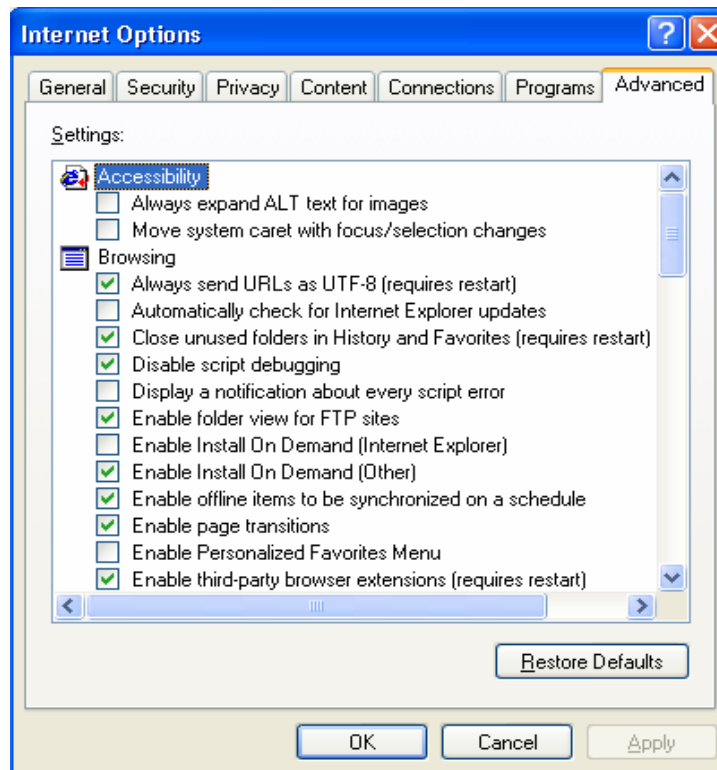 Internet Options
General Security Privacy Content Connections Programs Advanced
Settings:
Accessibility
Always expand ALT text for images
Move system caret with focus/selection changes
Browsing
Always send URLs as UTF-8 (requires restart)
Automatically check for Internet Explorer updates
Close unused folders in History and Favorites (requires restart)
Disable script debugging
Display a notification about every script error
Enable folder view for FTP sites
Enable Install On Demand (Internet Explorer)
Enable Install On Demand (Other)
Enable offline items to be synchronized on a schedule
Enable page transitions
Enable Personalized Favorites Menu
Enable third-party browser extensions (requires restart)
Restore Defaults
OK Cancel Apply